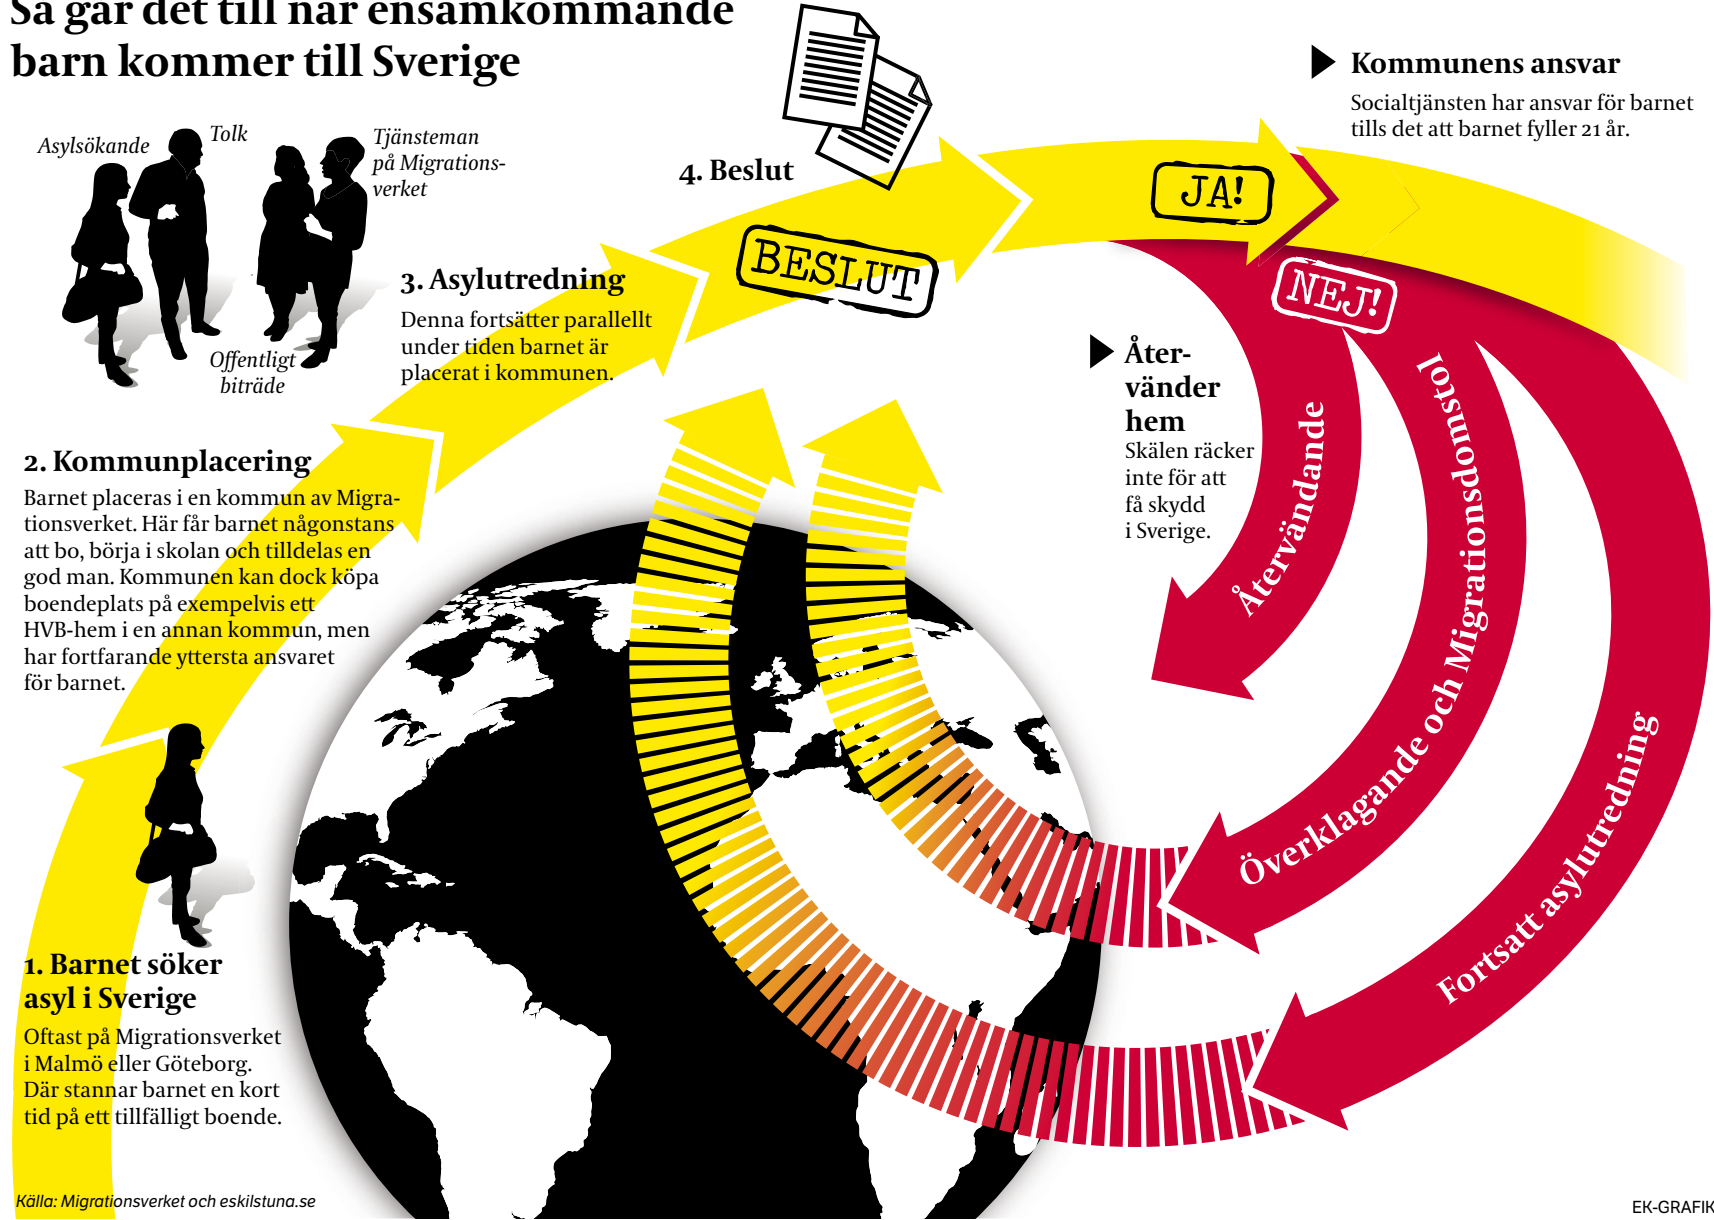 Så går det till när ensamkommande
barn kommer till Sverige
Asylsökande
Tolk
Tjänsteman
på Migrations-
verket
Offentligt
biträde
1. Barnet söker
asyl i Sverige
Oftast på Migrationsverket
i Malmö eller Göteborg.
Där stannar barnet en kort
tid på ett tillfälligt boende.
2. Kommunplacering
Barnet placeras i en kommun av Migra-
tionsverket. Här får barnet någonstans
att bo, börja i skolan och tilldelas en
god man. Kommunen kan dock köpa
boendeplats på exempelvis ett
HVB-hem i en annan kommun, men
har fortfarande yttersta ansvaret
för barnet.
3. Asylutredning
Denna fortsätter parallellt
under tiden barnet är
placerat i kommunen.
4. Beslut
BESLUT
JA!
NEJ!
Kommunens ansvar
Socialtjänsten har ansvar för barnet
tills det att barnet fyller 21 år.
Åter-
vänder
hem
Skälen räcker
inte för att
få skydd
i Sverige.
Återvändande
Överklagande och Migrationsdomstol
Fortsatt asylutredning
Källa: Migrationsverket och eskilstuna.se
EK-GRAFIK